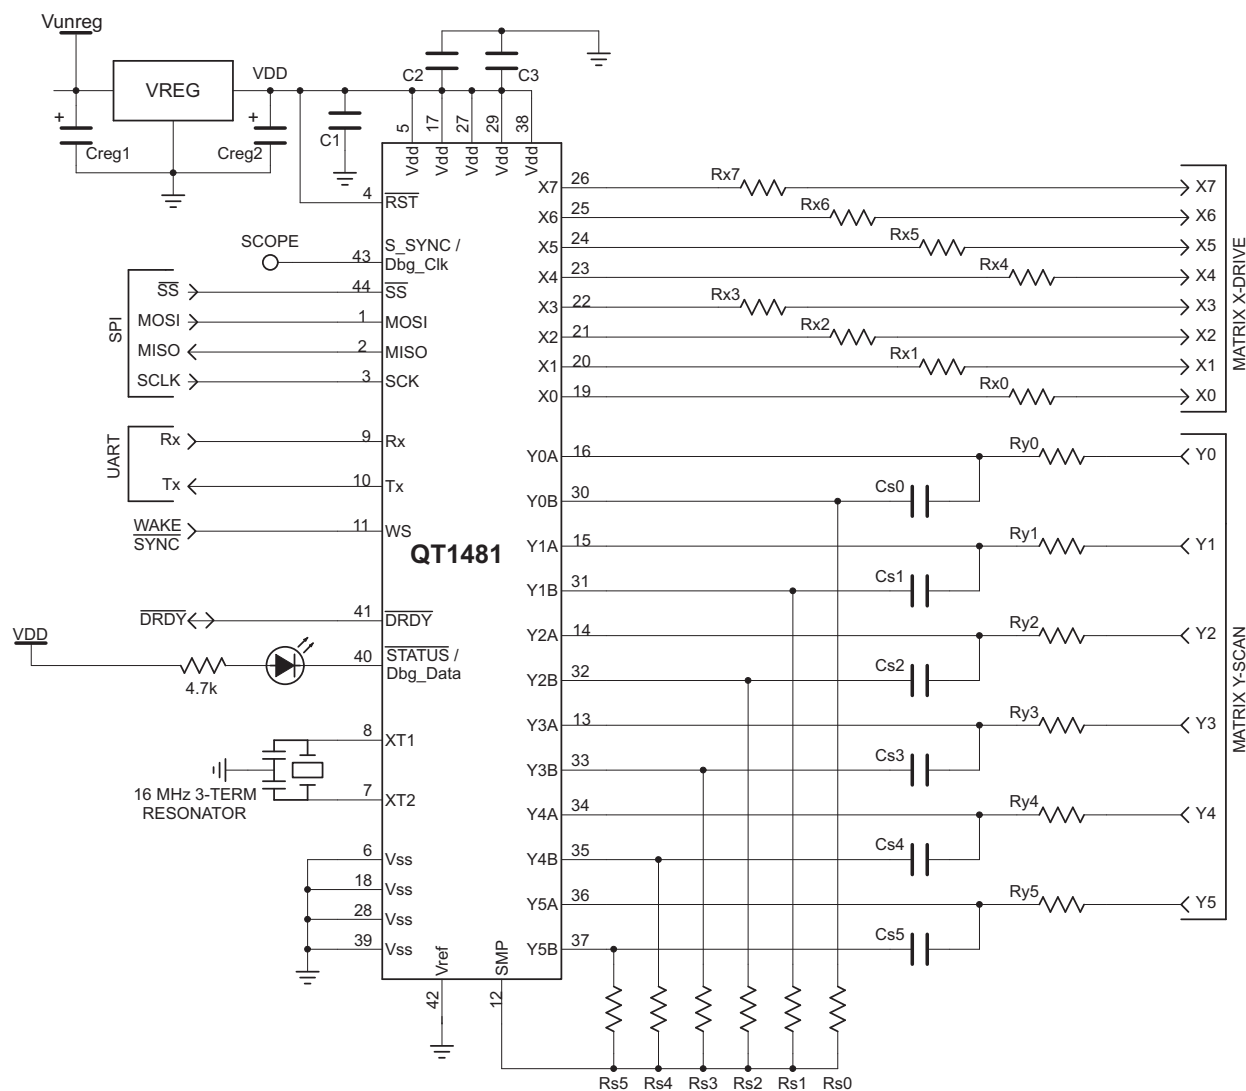 Vunreg
VREG
VDD
+
Creg1
+
Creg2
C1
C2
C3
5
17
27
29
38
Vdd
Vdd
Vdd
Vdd
Vdd
4
RST
SCOPE
43
S_SYNC /
Dbg_Clk
SPI
SS
44
SS
MOSI
1
MOSI
MISO
2
MISO
SCLK
3
SCK
UART
Rx
9
Rx
Tx
10
Tx
WAKE
SYNC
11
WS
QT1481
DRDY
41
DRDY
VDD
4.7k
40
STATUS /
Dbg_Data
8
XT1
16 MHz 3-TERM
RESONATOR
7
XT2
6
Vss
18
Vss
28
Vss
39
Vss
Vref
42
SMP
12
X7
26
Rx7
X7
X6
25
Rx6
X6
X5
24
Rx5
X5
X4
23
Rx4
X4
X3
22
Rx3
X3
X2
21
Rx2
X2
X1
20
Rx1
X1
X0
19
Rx0
X0
MATRIX X-DRIVE
Y0A
16
Ry0
Y0
Y0B
30
Cs0
Y1A
15
Ry1
Y1
Y1B
31
Cs1
Y2A
14
Ry2
Y2
Y2B
32
Cs2
Y3A
13
Ry3
Y3
Y3B
33
Cs3
Y4A
34
Ry4
Y4
Y4B
35
Cs4
Y5A
36
Ry5
Y5
Y5B
37
Cs5
MATRIX Y-SCAN
Rs5
Rs4
Rs3
Rs2
Rs1
Rs0